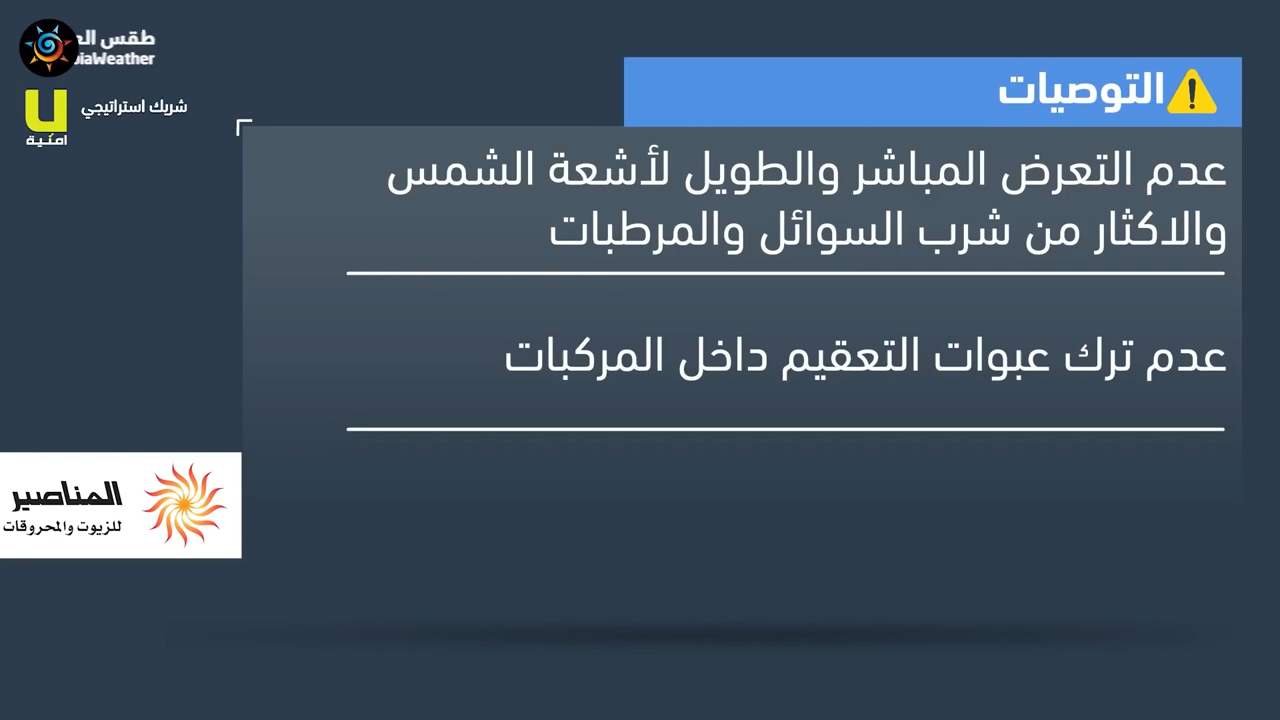 طقس
شريك استراتيجي
امنية
التوصيات
عدم التعرض المباشر والطويل لأشعة الشمس
والاكثار من شرب السوائل والمرطبات
عدم ترك عبوات التعقيم داخل المركبات
المناصير
للزيوت والمحروقات